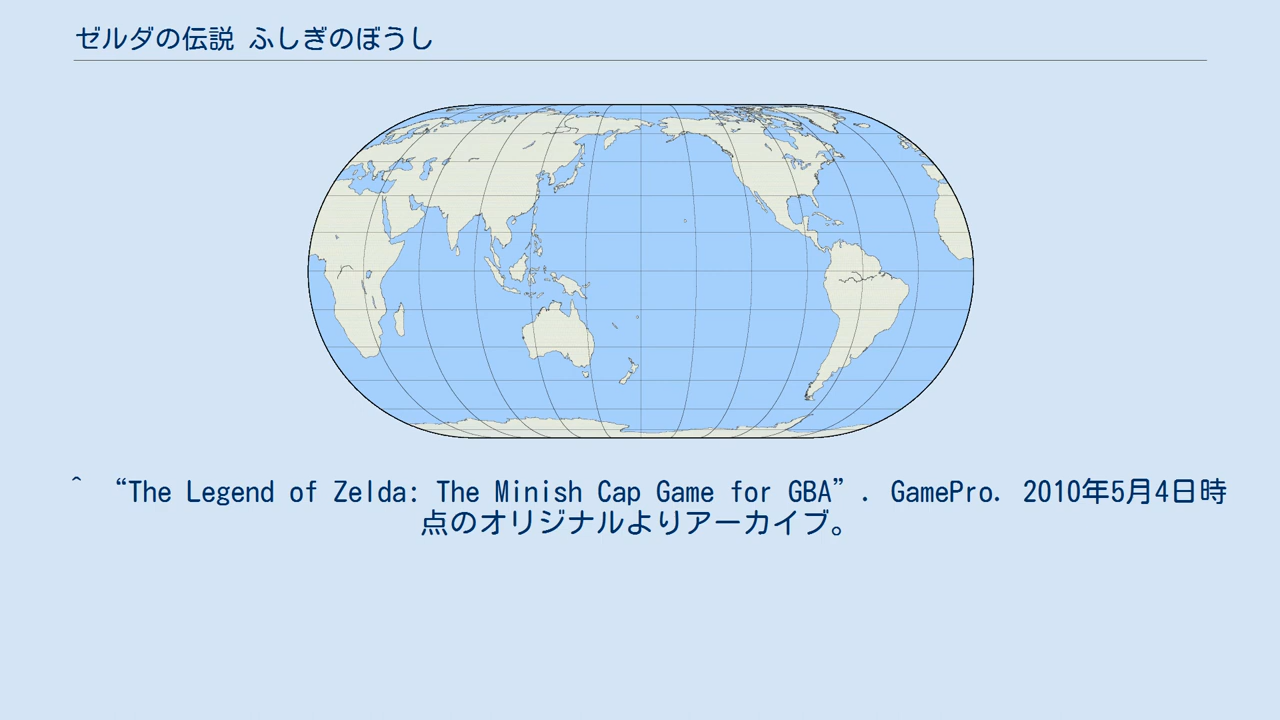 ゼルダの伝説 ふしぎのぼうし
^ “The Legend of Zelda: The Minish Cap Game for GBA”. GamePro. 2010年5月4日時
点のオリジナルよりアーカイブ。